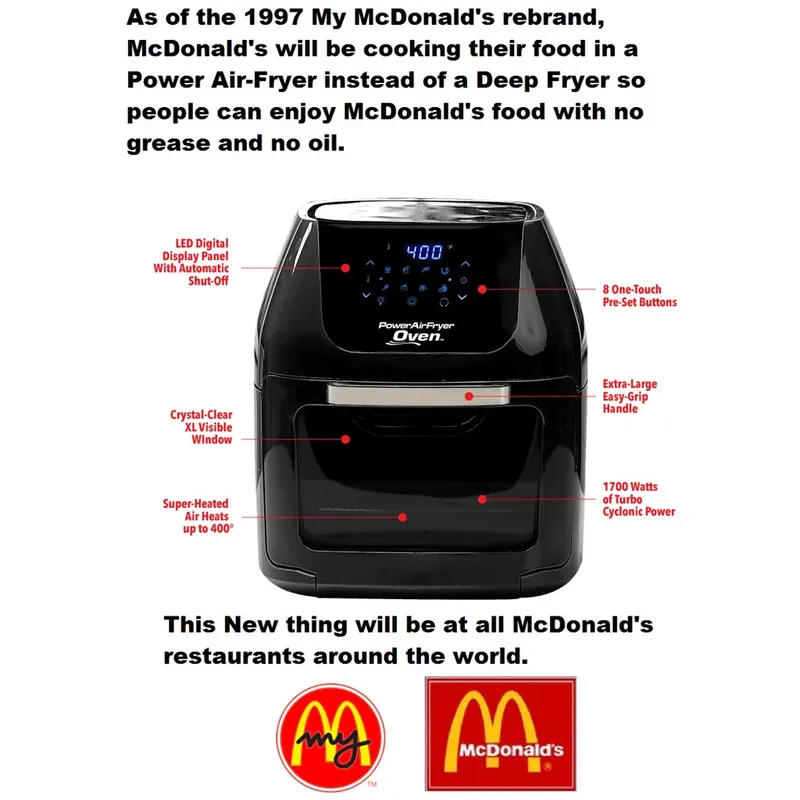 As of the 1997 My McDonald's rebrand,
McDonald's will be cooking their food in a
Power Air-Fryer instead of a Deep Fryer so
people can enjoy McDonald's food with no
grease and no oil.
LED Digital
Display Panel
With Automatic
Shut-Off
400°F
8 One-Touch
Pre-Set Buttons
PowerAirFryer
Oven™
Extra-Large
Easy-Grip
Handle
Crystal-Clear
XL Visible
WIndow
1700 Watts
of Turbo
Cyclonic Power
Super-Heated
Air Heats
up to 400°
This New thing will be at all McDonald's
restaurants around the world.
my
TM
McDonald's
®